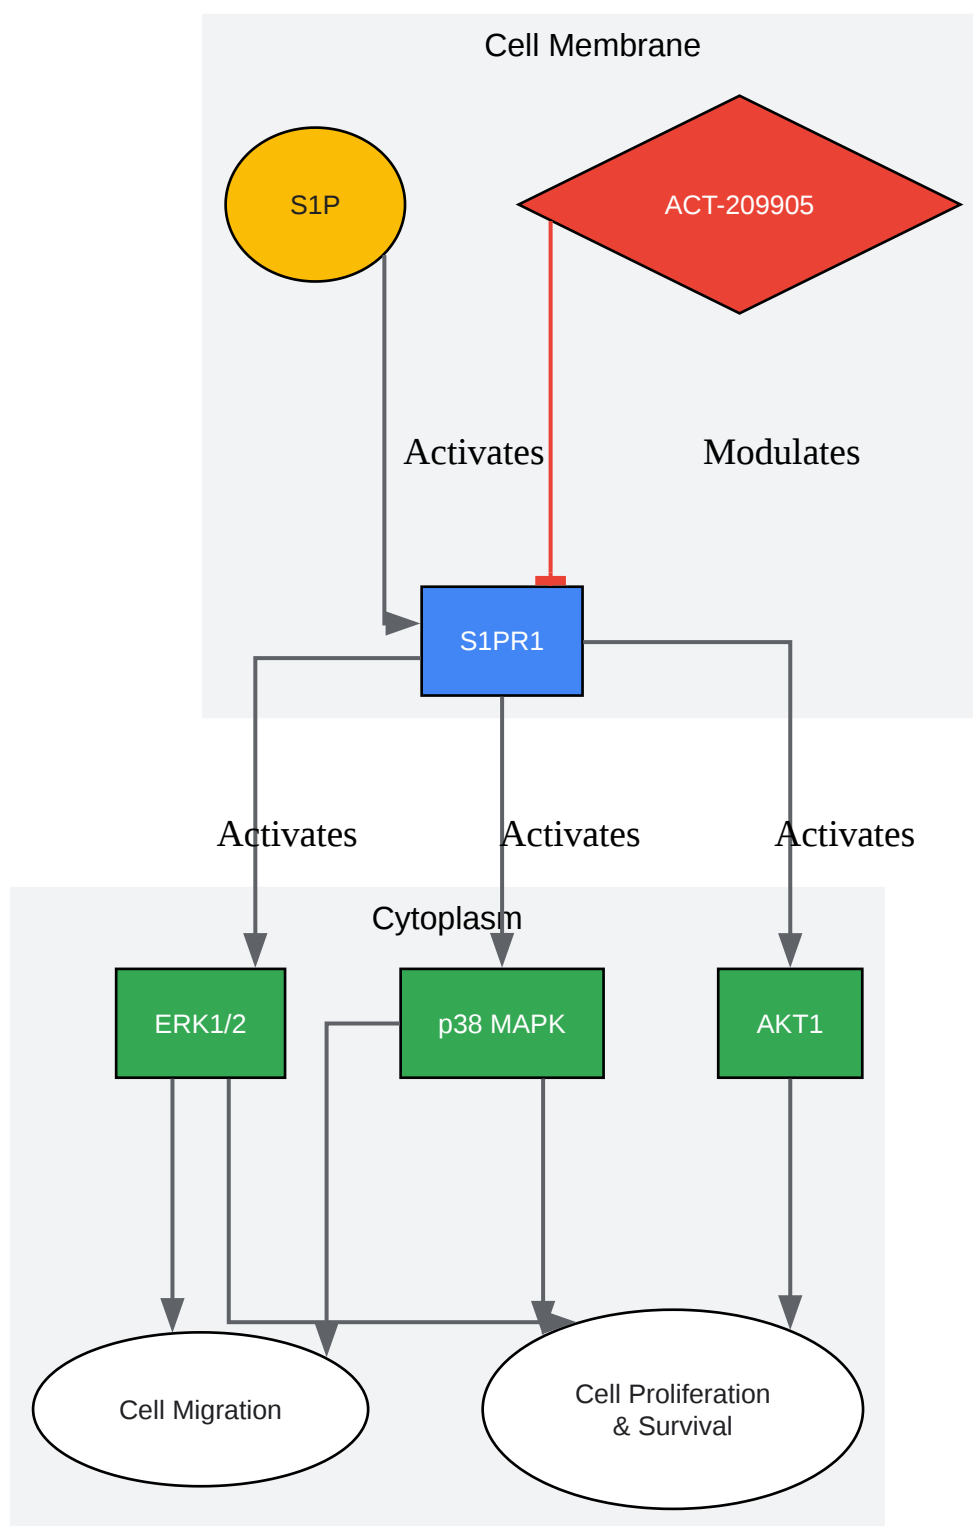 Cell Membrane
S1P
ACT-209905
Activates
Modulates
S1PR1
Activates
Activates
Activates
Cytoplasm
ERK1/2
p38 MAPK
AKT1
Cell Migration
Cell Proliferation
& Survival